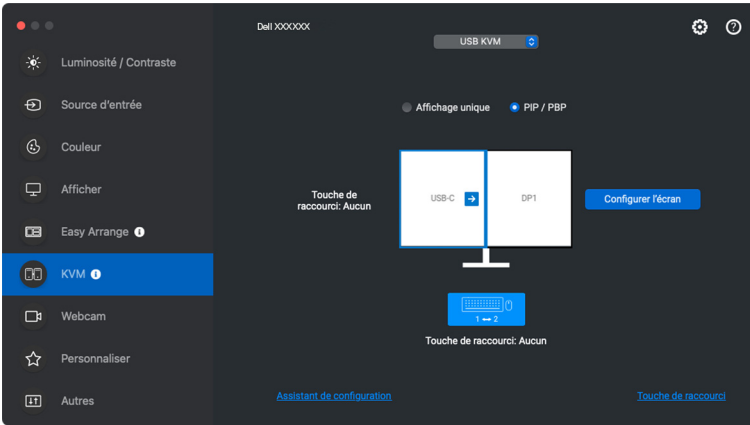 Dell XXXXXX
USB KVM
Luminosité / Contraste
Source d'entrée
Couleur
Afficher
Easy Arrange
KVM
Webcam
Personnaliser
Autres
Affichage unique
PIP / PBP
Touche de
raccourci: Aucun
USB-C
DP1
Configurer l'écran
1 ↔ 2
Touche de raccourci: Aucun
Assistant de configuration
Touche de raccourci